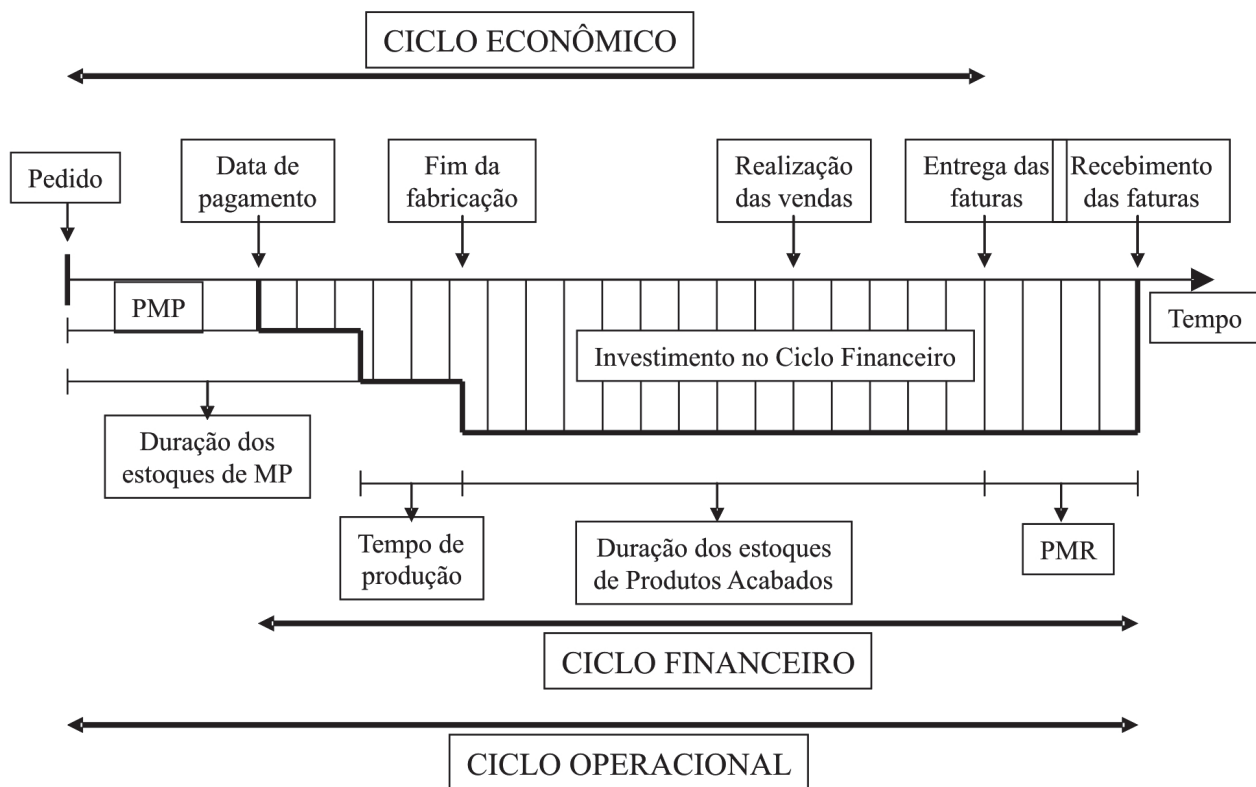 CICLO ECONÔMICO
Pedido
Data de
pagamento
Fim da
fabricação
Realização
das vendas
Entrega das
faturas
Recebimento
das faturas
PMP
Tempo
Investimento no Ciclo Financeiro
Duração dos
estoques de MP
Tempo de
produção
Duração dos estoques
de Produtos Acabados
PMR
CICLO FINANCEIRO
CICLO OPERACIONAL